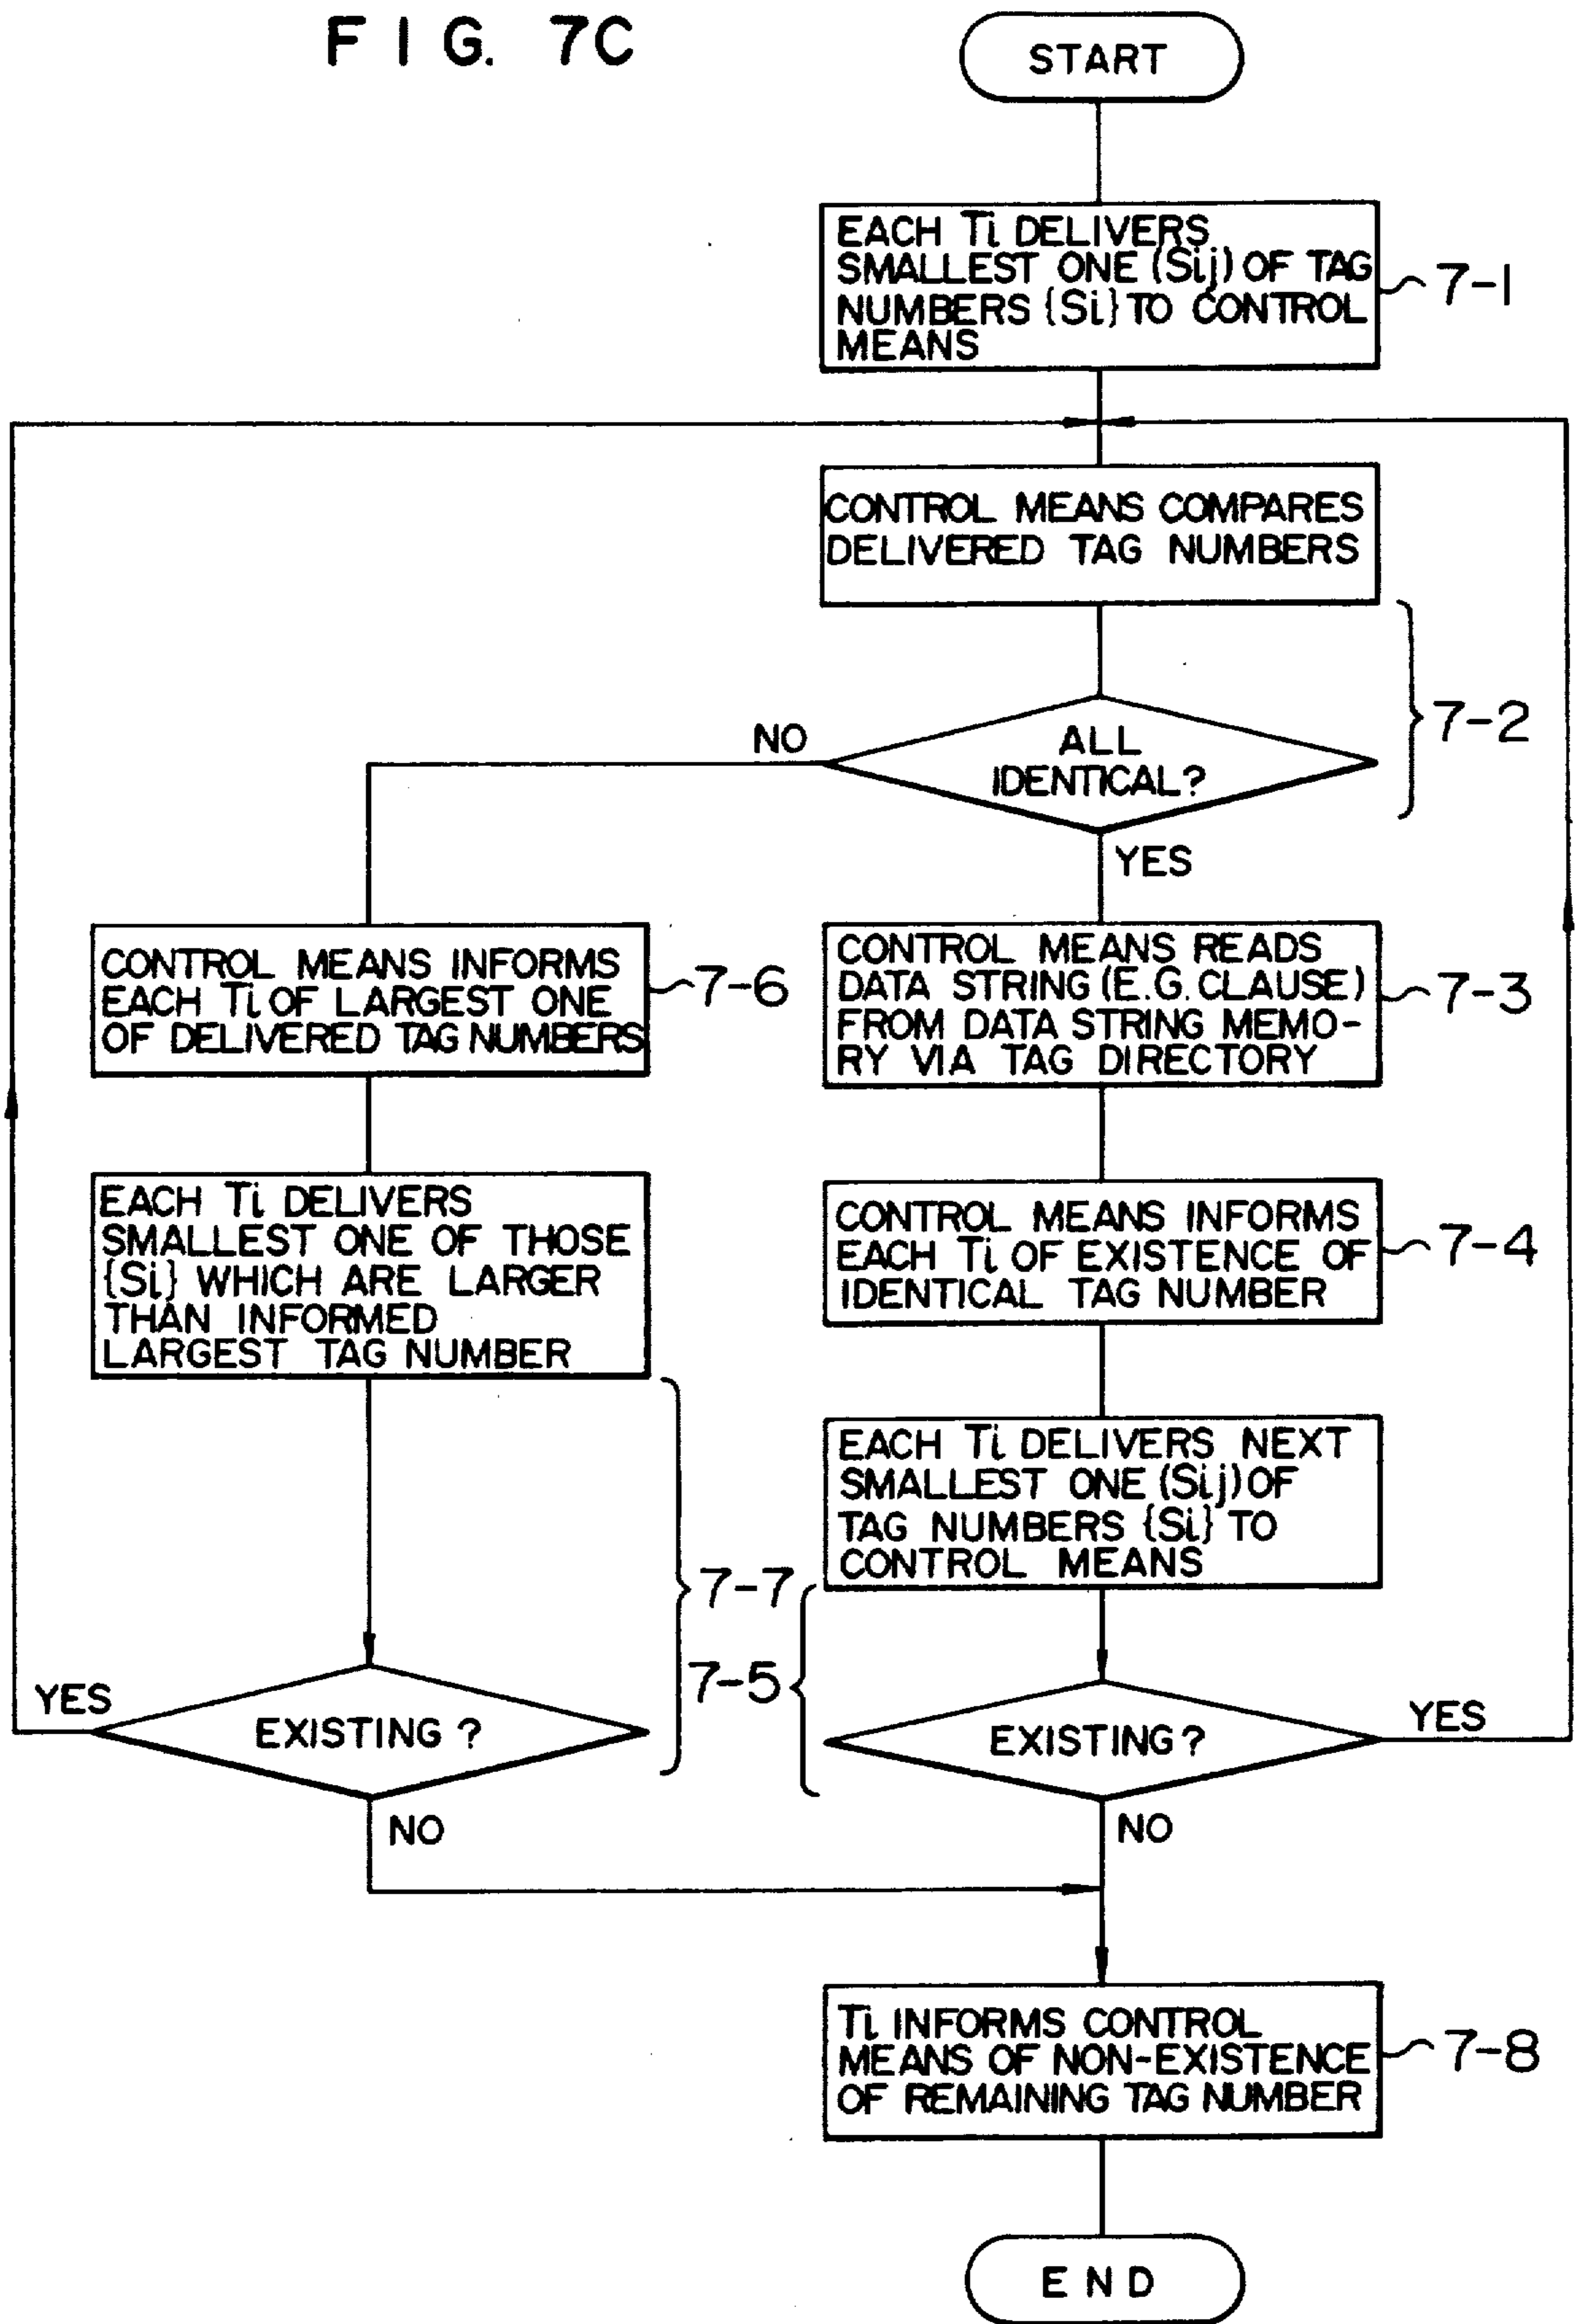 FIG. 7C
START
EACH Ti DELIVERS
SMALLEST ONE (Sij) OF TAG
NUMBERS {Si} TO CONTROL
MEANS
7-1
CONTROL MEANS COMPARES
DELIVERED TAG NUMBERS
7-2
ALL
IDENTICAL?
NO
YES
CONTROL MEANS INFORMS
EACH Ti OF LARGEST ONE
OF DELIVERED TAG NUMBERS
7-6
CONTROL MEANS READS
DATA STRING (E.G. CLAUSE)
FROM DATA STRING MEMO-
RY VIA TAG DIRECTORY
7-3
EACH Ti DELIVERS
SMALLEST ONE OF THOSE
{Si} WHICH ARE LARGER
THAN INFORMED
LARGEST TAG NUMBER
CONTROL MEANS INFORMS
EACH Ti OF EXISTENCE OF
IDENTICAL TAG NUMBER
7-4
EACH Ti DELIVERS NEXT
SMALLEST ONE (Sij) OF
TAG NUMBERS {Si} TO
CONTROL MEANS
7-7
7-5
YES
EXISTING?
NO
EXISTING?
YES
NO
Ti INFORMS CONTROL
MEANS OF NON-EXISTENCE
OF REMAINING TAG NUMBER
7-8
END